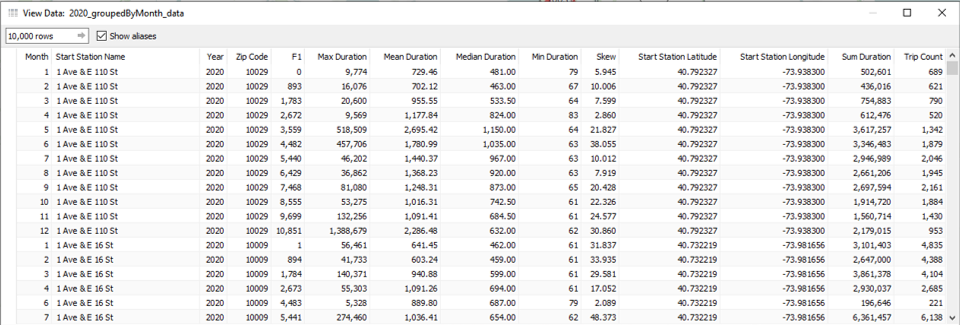 View Data: 2020_groupedByMonth_data
10,000 rows Show aliases
Month Start Station Name Year Zip Code F1 Max Duration Mean Duration Median Duration Min Duration Skew Start Station Latitude Start Station Longitude Sum Duration Trip Count
1 1 Ave & E 110 St 2020 10029 0 9,774 729.46 481.00 79 5.945 40.792327 -73.938300 502,601 689
2 1 Ave & E 110 St 2020 10029 893 16,076 702.12 463.00 67 10.006 40.792327 -73.938300 436,016 621
3 1 Ave & E 110 St 2020 10029 1,783 20,600 955.55 533.50 64 7.599 40.792327 -73.938300 754,883 790
4 1 Ave & E 110 St 2020 10029 2,672 9,569 1,177.84 824.00 83 2.860 40.792327 -73.938300 612,476 520
5 1 Ave & E 110 St 2020 10029 3,559 518,509 2,695.42 1,150.00 64 21.827 40.792327 -73.938300 3,617,257 1,342
6 1 Ave & E 110 St 2020 10029 4,482 457,706 1,780.99 1,035.00 63 38.055 40.792327 -73.938300 3,346,483 1,879
7 1 Ave & E 110 St 2020 10029 5,440 46,202 1,440.37 967.00 63 10.012 40.792327 -73.938300 2,946,989 2,046
8 1 Ave & E 110 St 2020 10029 6,429 36,862 1,368.23 920.00 63 7.919 40.792327 -73.938300 2,661,206 1,945
9 1 Ave & E 110 St 2020 10029 7,468 81,080 1,248.31 873.00 65 20.428 40.792327 -73.938300 2,697,594 2,161
10 1 Ave & E 110 St 2020 10029 8,555 53,275 1,016.31 742.50 61 22.326 40.792327 -73.938300 1,914,720 1,884
11 1 Ave & E 110 St 2020 10029 9,699 132,256 1,091.41 684.50 61 24.577 40.792327 -73.938300 1,560,714 1,430
12 1 Ave & E 110 St 2020 10029 10,851 1,388,679 2,286.48 632.00 62 30.860 40.792327 -73.938300 2,179,015 953
1 1 Ave & E 16 St 2020 10009 1 56,461 641.45 462.00 61 31.837 40.732219 -73.981656 3,101,403 4,835
2 1 Ave & E 16 St 2020 10009 894 41,733 603.24 459.00 61 33.935 40.732219 -73.981656 2,647,000 4,388
3 1 Ave & E 16 St 2020 10009 1,784 140,371 940.88 599.00 61 29.581 40.732219 -73.981656 3,861,378 4,104
4 1 Ave & E 16 St 2020 10009 2,673 55,303 1,091.26 694.00 61 17.052 40.732219 -73.981656 2,930,037 2,685
6 1 Ave & E 16 St 2020 10009 4,483 5,328 889.80 687.00 79 2.089 40.732219 -73.981656 196,646 221
7 1 Ave & E 16 St 2020 10009 5,441 274,460 1,036.41 654.00 62 48.373 40.732219 -73.981656 6,361,457 6,138